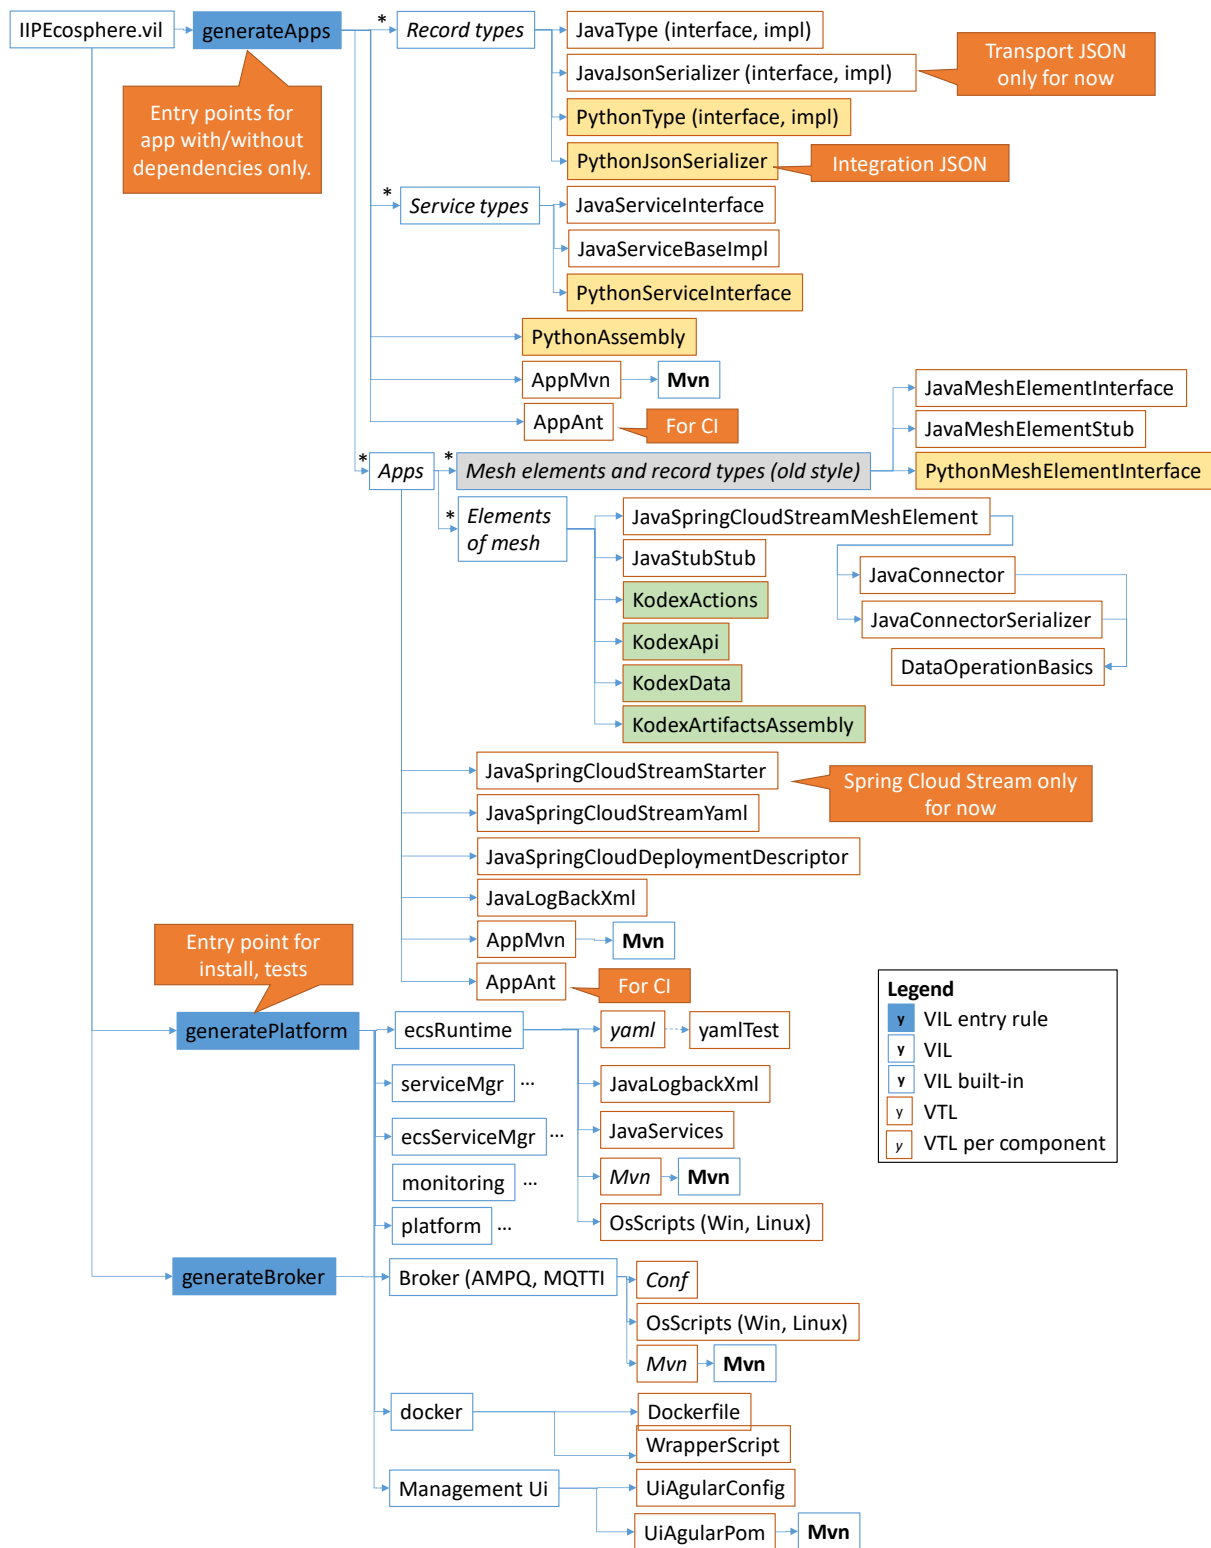 IIPEcosphere.vil
generateApps
*
Record types
JavaType (interface, impl)
JavaJsonSerializer (interface, impl)
Transport JSON
only for now
Entry points for
app with/without
dependencies only.
PythonType (interface, impl)
PythonJsonSerializer
Integration JSON
*
Service types
JavaServiceInterface
JavaServiceBaseImpl
PythonServiceInterface
PythonAssembly
AppMvn
Mvn
AppAnt
For CI
JavaMeshElementInterface
JavaMeshElementStub
*
Apps
*
Mesh elements and record types (old style)
PythonMeshElementInterface
*
Elements
of mesh
JavaSpringCloudStreamMeshElement
JavaStubStub
JavaConnector
KodexActions
JavaConnectorSerializer
KodexApi
DataOperationBasics
KodexData
KodexArtifactsAssembly
JavaSpringCloudStreamStarter
Spring Cloud Stream only
for now
JavaSpringCloudStreamYaml
JavaSpringCloudDeploymentDescriptor
JavaLogBackXml
AppMvn
Mvn
AppAnt
For CI
Entry point for
install, tests
generatePlatform
ecsRuntime
yaml
yamlTest
serviceMgr
...
JavaLogbackXml
ecsServiceMgr
...
JavaServices
monitoring
...
Mvn
Mvn
platform
...
OsScripts (Win, Linux)
Legend
y VIL entry rule
y VIL
y VIL built-in
y VTL
y VTL per component
generateBroker
Broker (AMPQ, MQTTI
Conf
OsScripts (Win, Linux)
Mvn
Mvn
docker
Dockerfile
WrapperScript
Management Ui
UiAgularConfig
UiAgularPom
Mvn